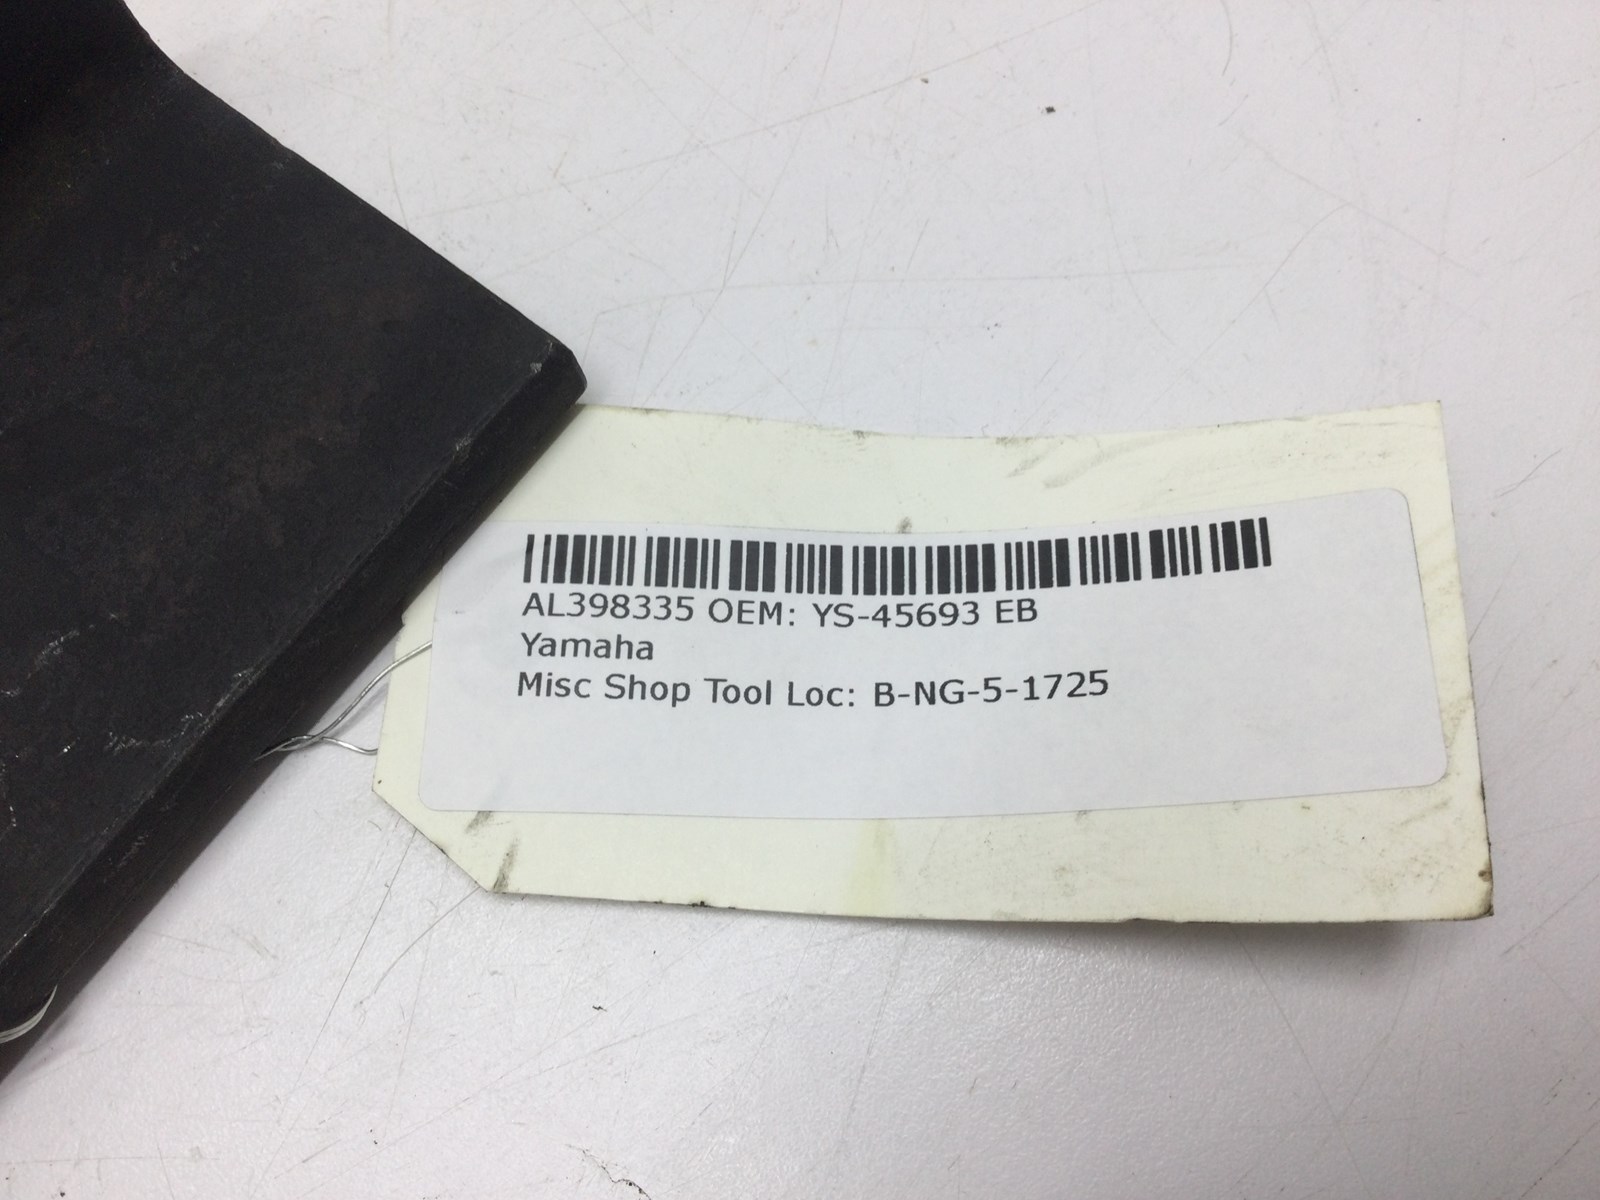 AL398335 OEM: YS-45693 EB
Yamaha
Misc Shop Tool Loc: B-NG-5-1725